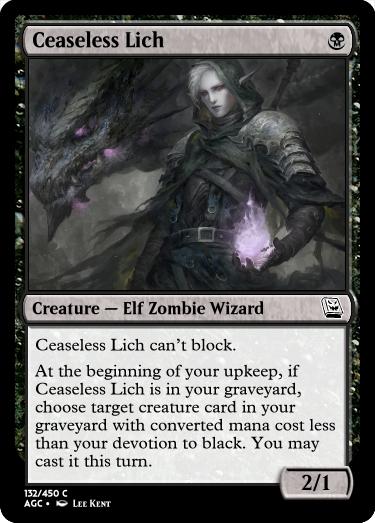 Ceaseless Lich
Creature — Elf Zombie Wizard
Ceaseless Lich can't block.
At the beginning of your upkeep, if
Ceaseless Lich is in your graveyard,
choose target creature card in your
graveyard with converted mana cost less
than your devotion to black. You may
cast it this turn.
2/1
132/450 C
AGC • Lee Kent